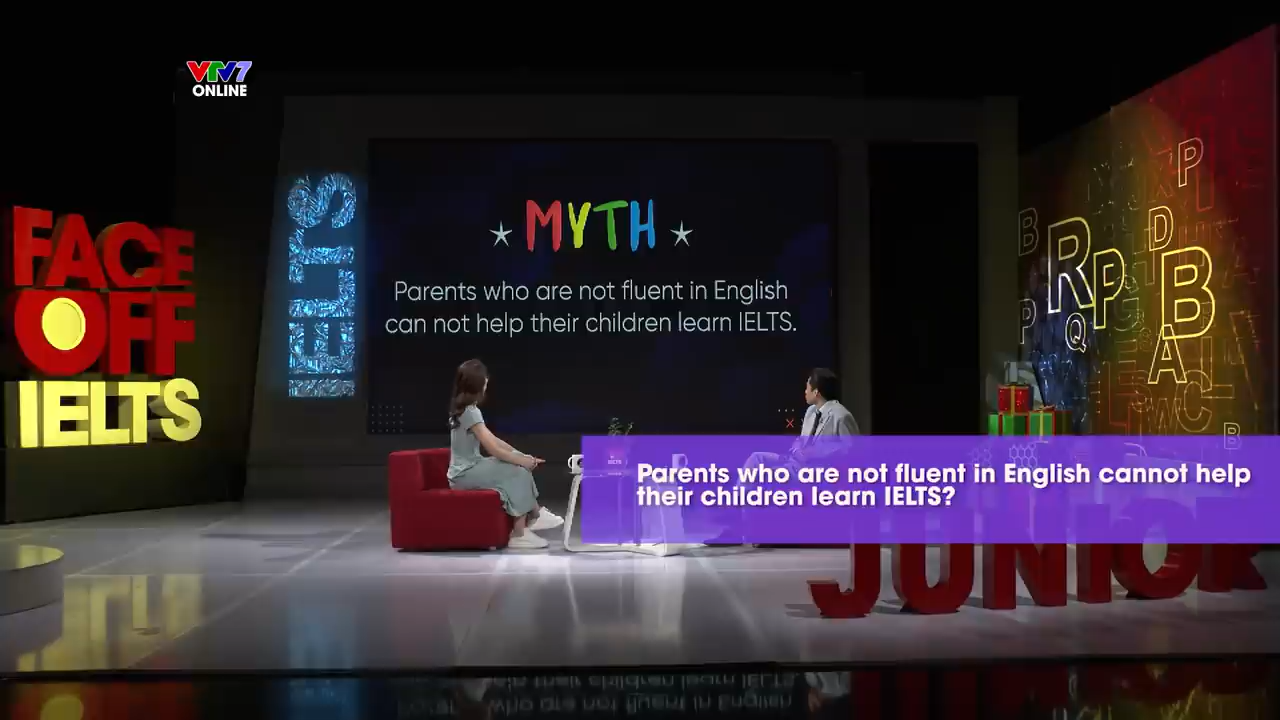 VTV7
ONLINE
FACE
OFF
IELTS
IELTS
MYTH
Parents who are not fluent in English
can not help their children learn IELTS.
Parents who are not fluent in English cannot help
their children learn IELTS?
JUNIOR
B
P
R
P
D
B
P
Q
A
B